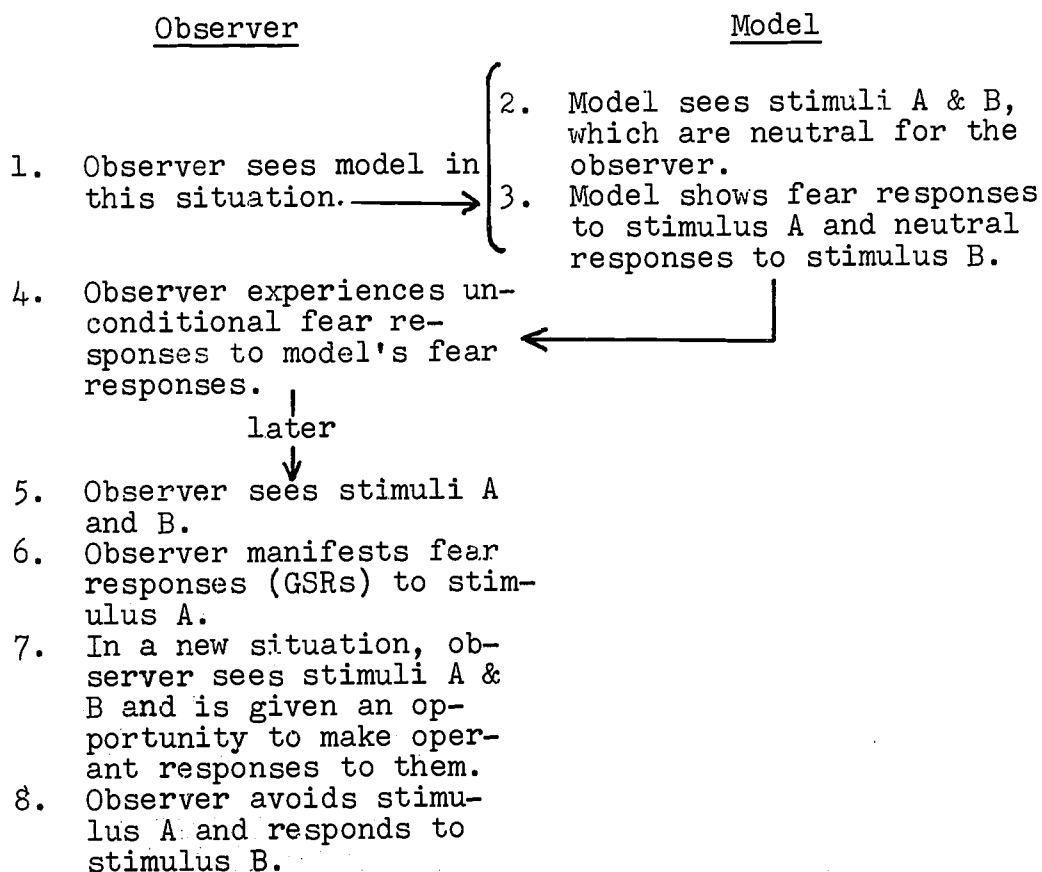 Observer
Model
1. Observer sees model in
this situation.
2. Model sees stimuli A & B,
which are neutral for the
observer.
3. Model shows fear responses
to stimulus A and neutral
responses to stimulus B.
4. Observer experiences un-
conditional fear re-
sponses to model's fear
responses.
later
5. Observer sees stimuli A
and B.
6. Observer manifests fear
responses (GSRs) to stim-
ulus A.
7. In a new situation, ob-
server sees stimuli A &
B and is given an op-
portunity to make oper-
ant responses to them.
8. Observer avoids stimu-
lus A and responds to
stimulus B.